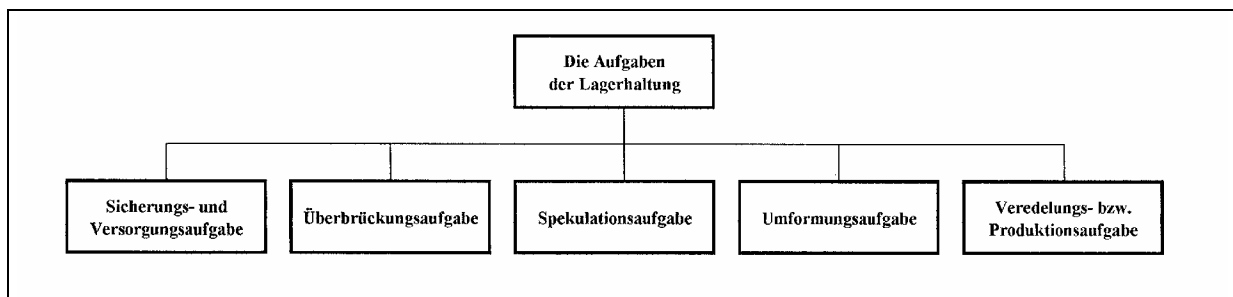 Die Aufgaben
der Lagerhaltung
Sicherungs- und
Versorgungsaufgabe
Überbrückungsaufgabe
Spekulationsaufgabe
Umformungsaufgabe
Veredelungs- bzw.
Produktionsaufgabe